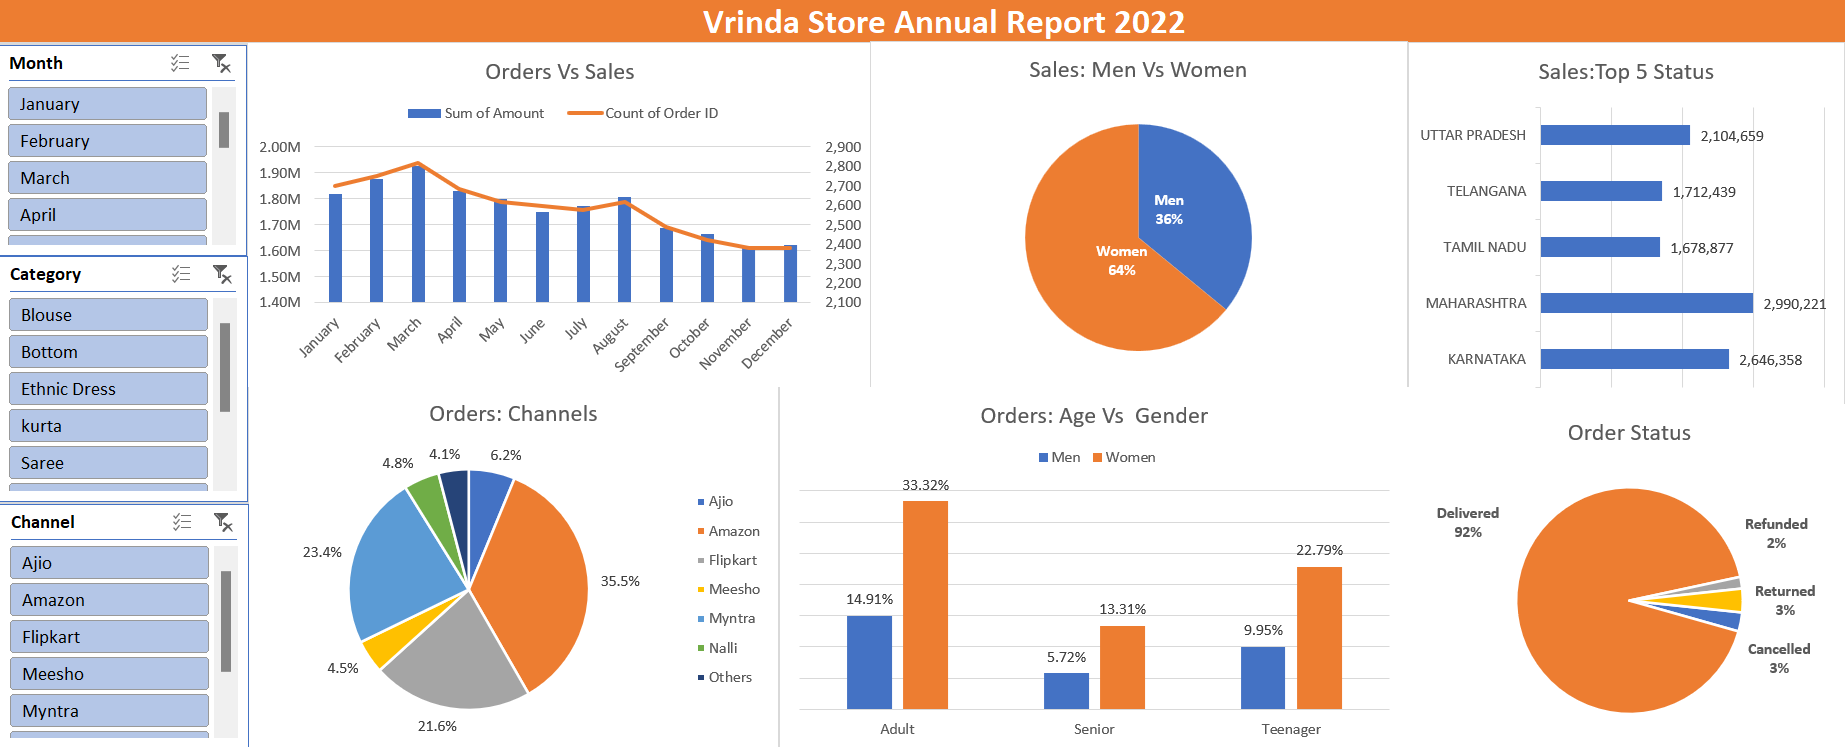 Vrinda Store Annual Report 2022
Month
January
February
March
April
Category
Blouse
Bottom
Ethnic Dress
kurta
Saree
Channel
Ajio
Amazon
Flipkart
Meesho
Myntra
Orders Vs Sales
Sum of Amount
Count of Order ID
2.00M
1.90M
1.80M
1.70M
1.60M
1.50M
1.40M
2,900
2,800
2,700
2,600
2,500
2,400
2,300
2,200
2,100
January
February
March
April
May
June
July
August
September
October
November
December
Sales: Men Vs Women
Men
36%
Women
64%
Sales:Top 5 Status
UTTAR PRADESH 2,104,659
TELANGANA 1,712,439
TAMIL NADU 1,678,877
MAHARASHTRA 2,990,221
KARNATAKA 2,646,358
Orders: Channels
4.1%
6.2%
4.8%
23.4%
35.5%
4.5%
21.6%
Ajio
Amazon
Flipkart
Meesho
Myntra
Nalli
Others
Orders: Age Vs  Gender
Men
Women
14.91%
33.32%
5.72%
13.31%
9.95%
22.79%
Adult
Senior
Teenager
Order Status
Delivered
92%
Refunded
2%
Returned
3%
Cancelled
3%